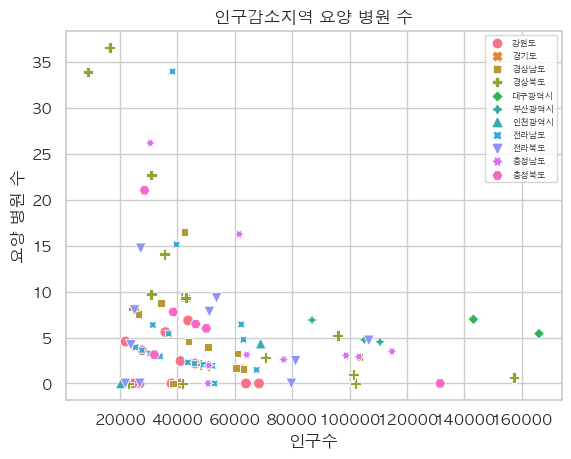 인구감소지역 요양 병원 수
요양 병원 수
35
30
25
20
15
10
5
0
강원도
경기도
경상남도
경상북도
대구광역시
부산광역시
인천광역시
전라남도
전라북도
충청남도
충청북도
20000 40000 60000 80000 100000 120000 140000 160000
인구수